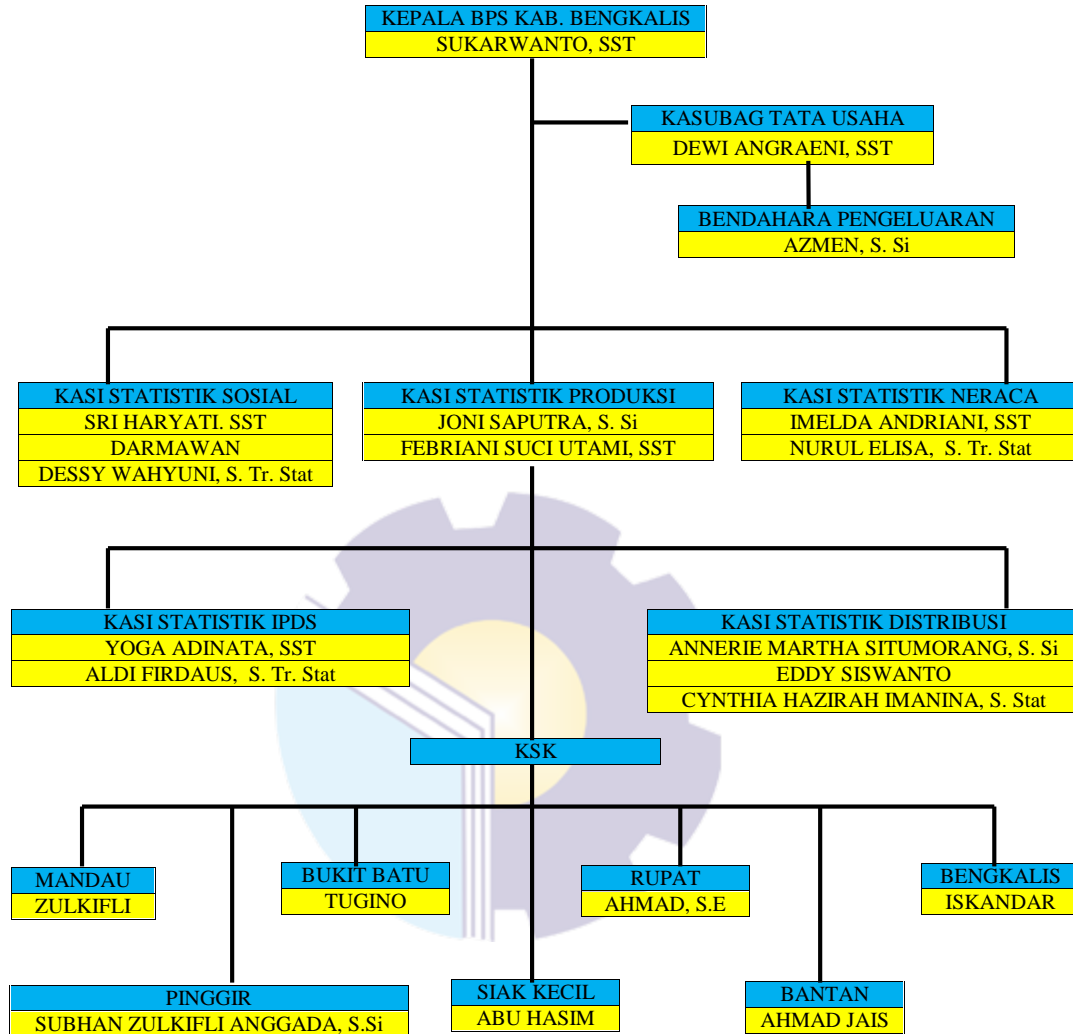 KEPALA BPS KAB. BENGKALIS
SUKARWANTO, SST
KASUBAG TATA USAHA
DEWI ANGRAENI, SST
BENDAHARA PENGELUARAN
AZMEN, S. Si
KASI STATISTIK SOSIAL
SRI HARYATI. SST
DARMAWAN
DESSY WAHYUNI, S. Tr. Stat
KASI STATISTIK PRODUKSI
JONI SAPUTRA, S. Si
FEBRIANI SUCI UTAMI, SST
KASI STATISTIK NERACA
IMELDA ANDRIANI, SST
NURUL ELISA, S. Tr. Stat
KASI STATISTIK IPDS
YOGA ADINATA, SST
ALDI FIRDAUS, S. Tr. Stat
KASI STATISTIK DISTRIBUSI
ANNERIE MARTHA SITUMORANG, S. Si
EDDY SISWANTO
CYNTHIA HAZIRAH IMANINA, S. Stat
KSK
MANDAU
ZULKIFLI
BUKIT BATU
TUGINO
RUPAT
AHMAD, S.E
BENGKALIS
ISKANDAR
PINGGIR
SUBHAN ZULKIFLI ANGGADA, S.Si
SIAK KECIL
ABU HASIM
BANTAN
AHMAD JAIS